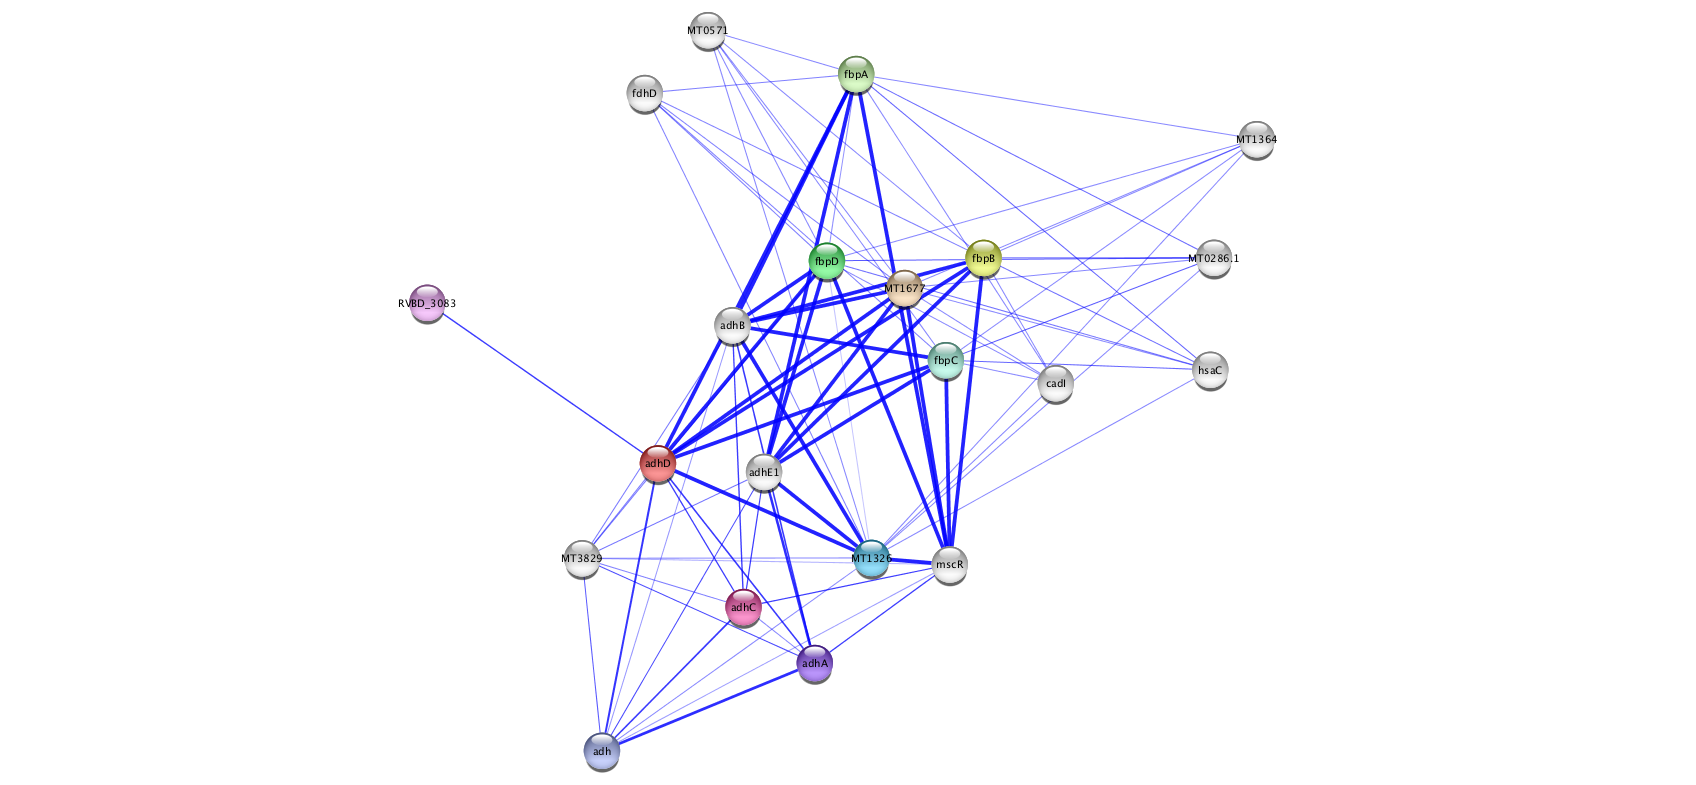 MT0571
fbpA
fdhD
MT1364
fbpB
MT0286.1
fbpD
MT1677
RVBD_3083
adhB
fbpC
hsaC
cadI
adhD
adhE1
MT3829
MT1326
mscR
adhC
adhA
adh